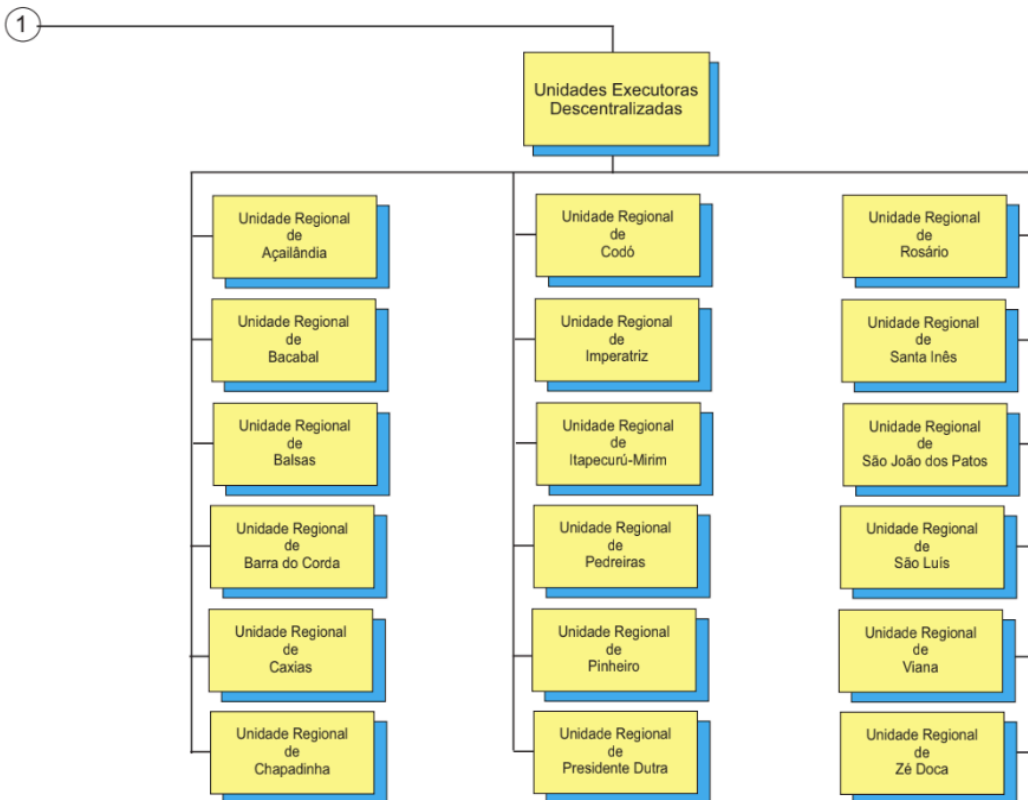 1
Unidades Executoras
Descentralizadas
Unidade Regional
de
Açailândia
Unidade Regional
de
Bacabal
Unidade Regional
de
Balsas
Unidade Regional
de
Barra do Corda
Unidade Regional
de
Caxias
Unidade Regional
de
Chapadinha
Unidade Regional
de
Codó
Unidade Regional
de
Imperatriz
Unidade Regional
de
Itapecurú-Mirim
Unidade Regional
de
Pedreiras
Unidade Regional
de
Pinheiro
Unidade Regional
de
Presidente Dutra
Unidade Regional
de
Rosário
Unidade Regional
de
Santa Inês
Unidade Regional
de
São João dos Patos
Unidade Regional
de
São Luis
Unidade Regional
de
Viana
Unidade Regional
de
Zé Doca